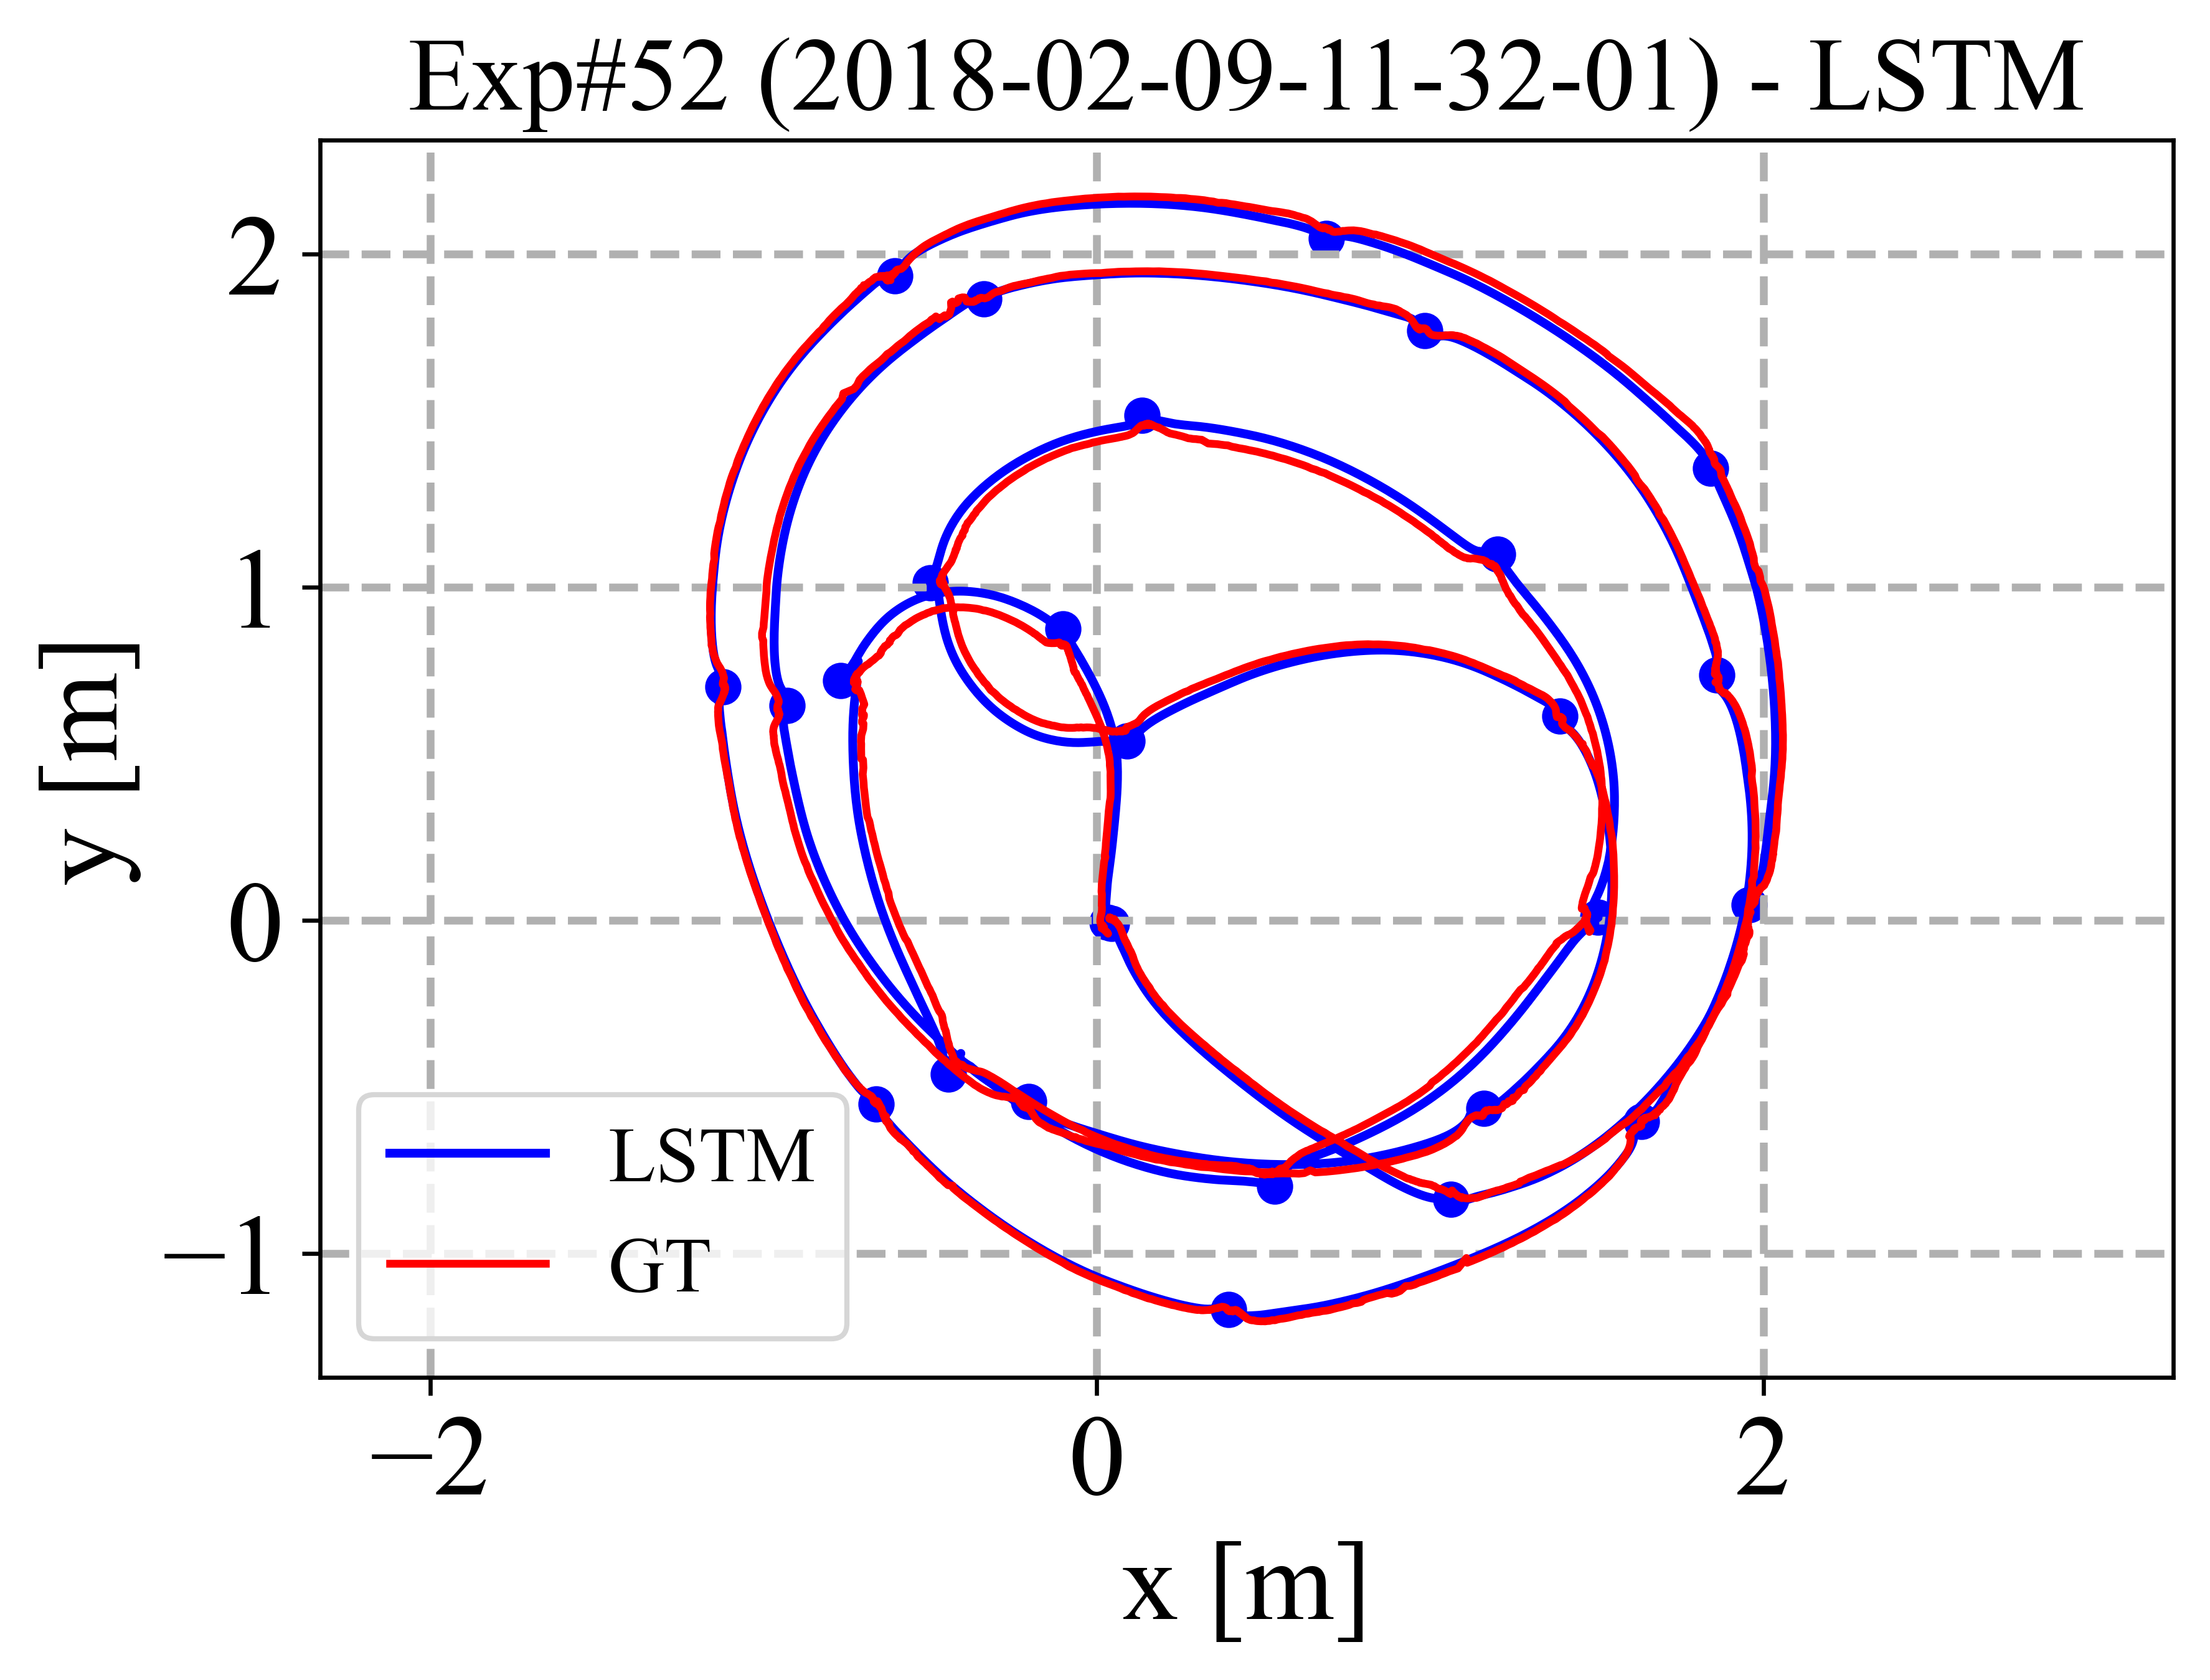 Exp#52 (2018-02-09-11-32-01) - LSTM
y [m]
2
1
0
−1
LSTM
GT
−2 0 2
x [m]